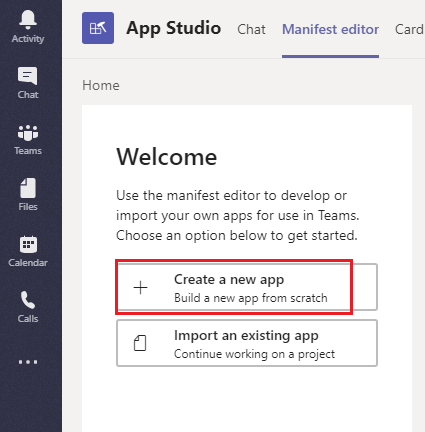 App Studio Chat Manifest editor Card
Activity
Chat
Teams
Files
Calendar
Calls
Home
Welcome
Use the manifest editor to develop or
import your own apps for use in Teams.
Choose an option below to get started.
Create a new app
Build a new app from scratch
Import an existing app
Continue working on a project